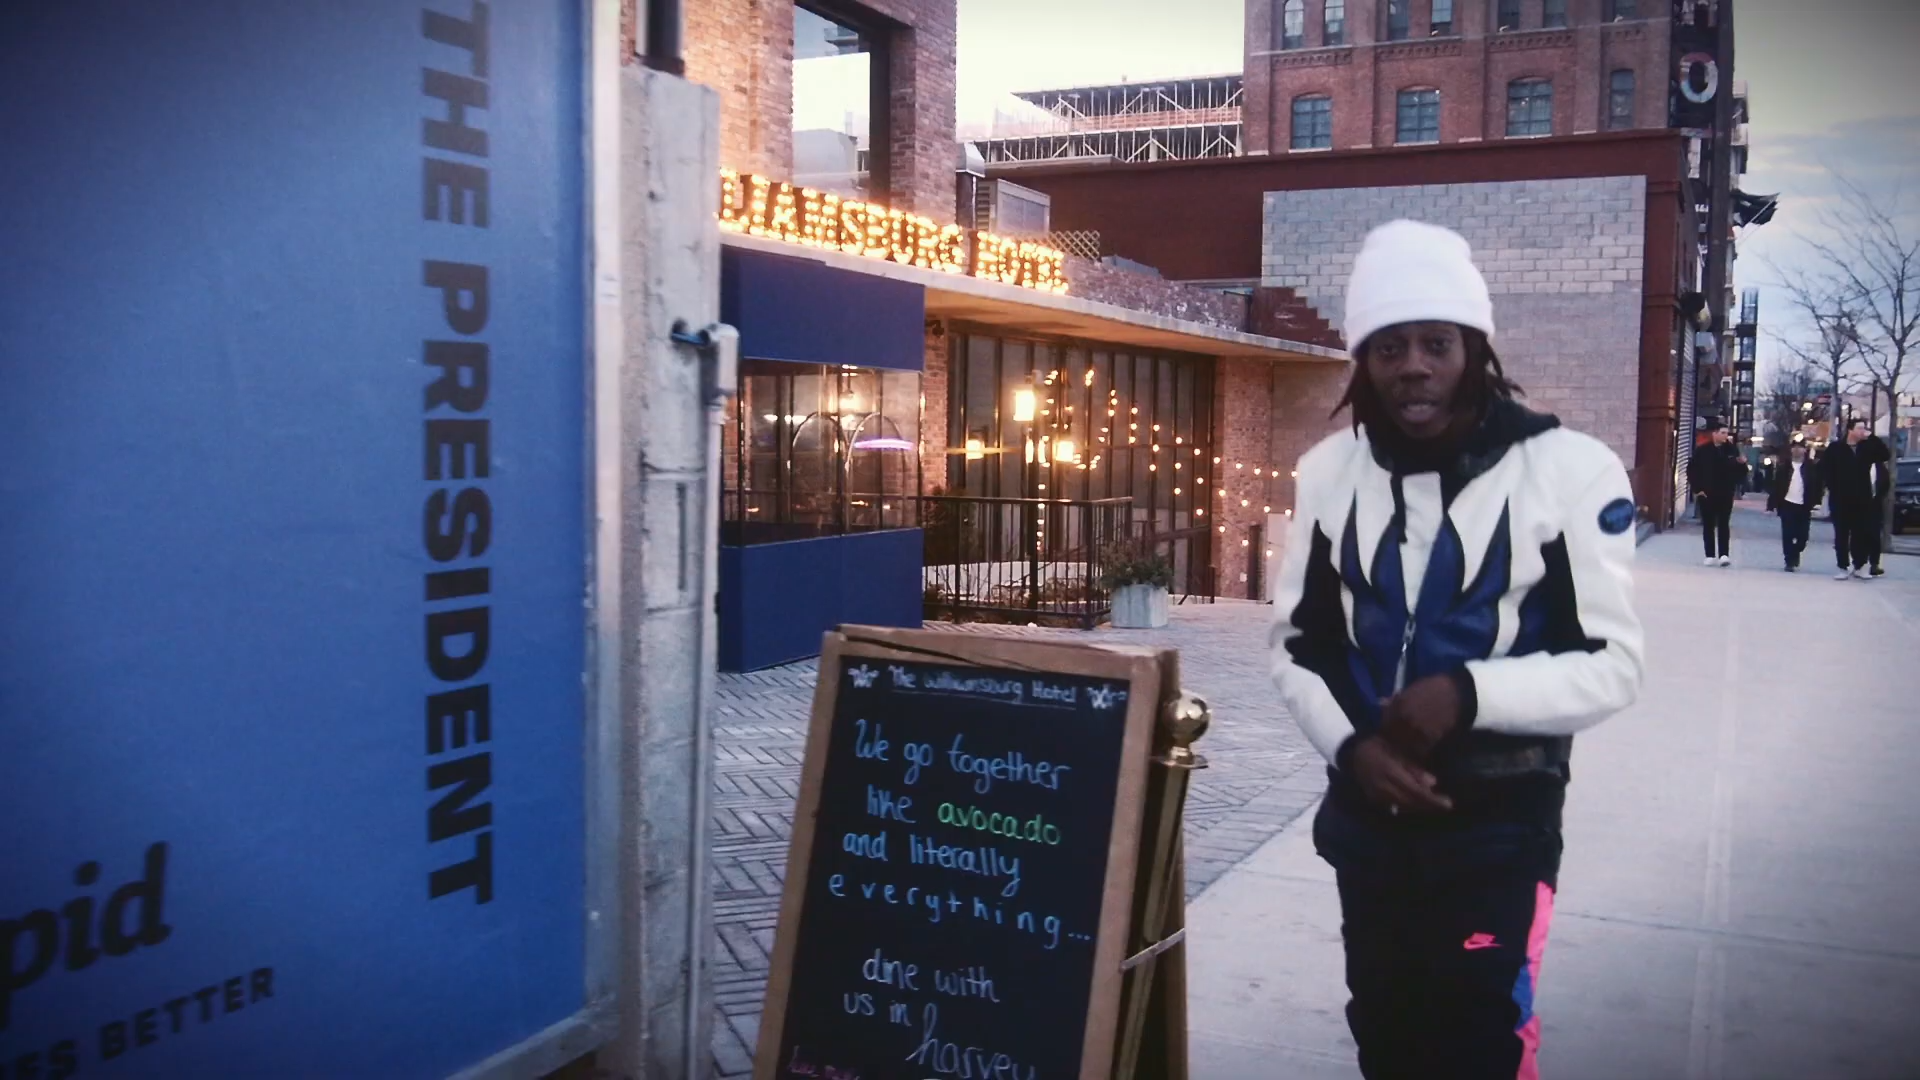 THE PRESIDENT
pid
ES BETTER
LIAMSBURG HOTEL
O
The Williamsburg Hotel
We go together
like avocado
and literally
everything...
dine with
us in
harvey